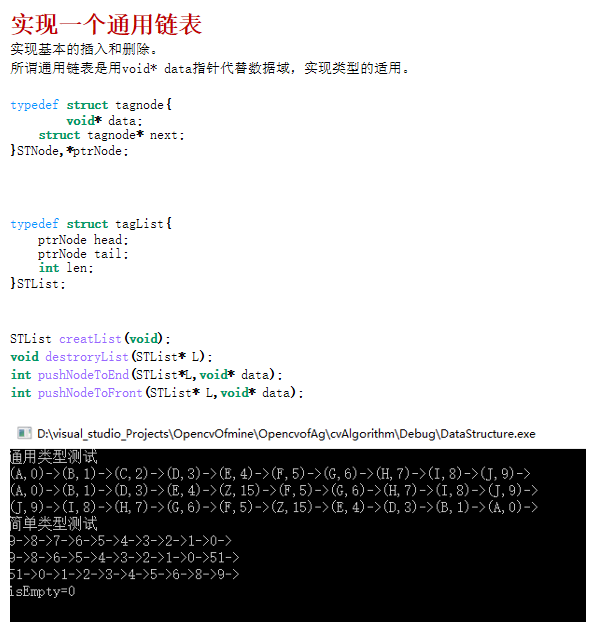 实现一个通用链表
实现基本的插入和删除。
所谓通用链表是用void* data指针代替数据域，实现类型的适用。
typedef struct tagnode{
void* data;
struct tagnode* next;
}STNode,*ptrNode;
typedef struct tagList{
ptrNode head;
ptrNode tail;
int len;
}STList;
STList creatList(void);
void destroryList(STList* L);
int pushNodeToEnd(STList*L,void* data);
int pushNodeToFront(STList* L,void* data);
D:\visual_studio_Projects\OpencvOfmine\OpencvofAg\cvAlgorithm\Debug\DataStructure.exe
通用类型测试
(A,0)->(B,1)->(C,2)->(D,3)->(E,4)->(F,5)->(G,6)->(H,7)->(I,8)->(J,9)->
(A,0)->(B,1)->(D,3)->(E,4)->(Z,15)->(F,5)->(G,6)->(H,7)->(I,8)->(J,9)->
(J,9)->(I,8)->(H,7)->(G,6)->(F,5)->(Z,15)->(E,4)->(D,3)->(B,1)->(A,0)->
简单类型测试
9->8->7->6->5->4->3->2->1->0->
9->8->6->5->4->3->2->1->0->51->
51->0->1->2->3->4->5->6->8->9->
isEmpty=0